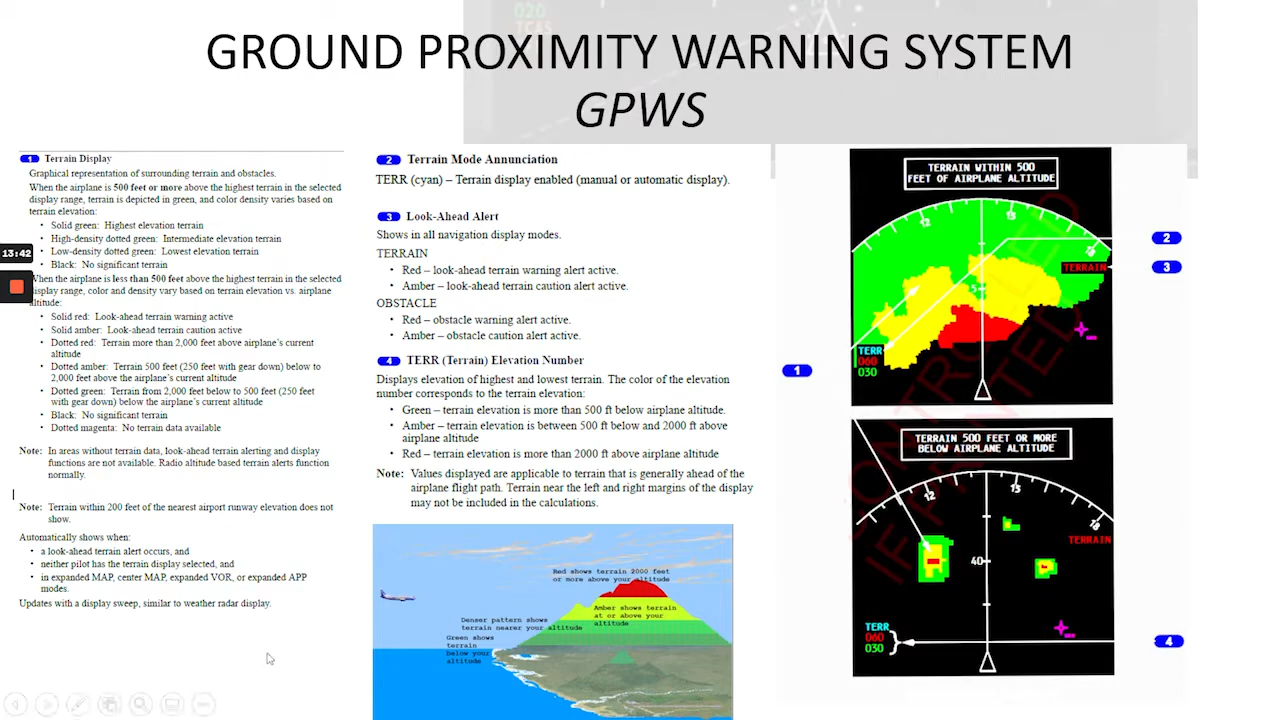 020
TCAS
GROUND PROXIMITY WARNING SYSTEM
GPWS
1 Terrain Display
Graphical representation of surrounding terrain and obstacles.
When the airplane is 500 feet or more above the highest terrain in the selected
display range, terrain is depicted in green, and color density varies based on
terrain elevation:
• Solid green: Highest elevation terrain
• High-density dotted green: Intermediate elevation terrain
• Low-density dotted green: Lowest elevation terrain
• Black: No significant terrain
13:42
When the airplane is less than 500 feet above the highest terrain in the selected
display range, color and density vary based on terrain elevation vs. airplane
altitude:
• Solid red: Look-ahead terrain warning active
• Solid amber: Look-ahead terrain caution active
• Dotted red: Terrain more than 2,000 feet above airplane's current
altitude
• Dotted amber: Terrain 500 feet (250 feet with gear down) below to
2,000 feet above the airplane's current altitude
• Dotted green: Terrain from 2,000 feet below to 500 feet (250 feet
with gear down) below the airplane's current altitude
• Black: No significant terrain
• Dotted magenta: No terrain data available
Note: In areas without terrain data, look-ahead terrain alerting and display
functions are not available. Radio altitude based terrain alerts function
normally.
Note: Terrain within 200 feet of the nearest airport runway elevation does not
show.
Automatically shows when:
• a look-ahead terrain alert occurs, and
• neither pilot has the terrain display selected, and
• in expanded MAP, center MAP, expanded VOR, or expanded APP
modes.
Updates with a display sweep, similar to weather radar display.
2 Terrain Mode Annunciation
TERR (cyan) – Terrain display enabled (manual or automatic display).
3 Look-Ahead Alert
Shows in all navigation display modes.
TERRAIN
• Red – look-ahead terrain warning alert active.
• Amber – look-ahead terrain caution alert active.
OBSTACLE
• Red – obstacle warning alert active.
• Amber – obstacle caution alert active.
4 TERR (Terrain) Elevation Number
Displays elevation of highest and lowest terrain. The color of the elevation
number corresponds to the terrain elevation:
• Green – terrain elevation is more than 500 ft below airplane altitude.
• Amber – terrain elevation is between 500 ft below and 2000 ft above
airplane altitude
• Red – terrain elevation is more than 2000 ft above airplane altitude
Note: Values displayed are applicable to terrain that is generally ahead of the
airplane flight path. Terrain near the left and right margins of the display
may not be included in the calculations.
Red shows terrain 2000 feet
or more above your altitude
Amber shows terrain
at or above your
altitude
Denser pattern shows
terrain nearer your altitude
Green shows
terrain
below your
altitude
TERRAIN WITHIN 500
FEET OF AIRPLANE ALTITUDE
12
15
18
2
TERRAIN
3
5
TERR
060
030
1
TERRAIN 500 FEET OR MORE
BELOW AIRPLANE ALTITUDE
12
15
18
TERRAIN
40
TERR
060
030
4